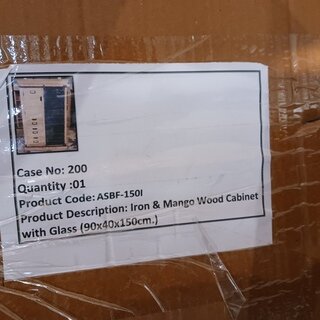 Case No: 200
Quantity :01
Product Code: ASBF-150I
Product Description: Iron & Mango Wood Cabinet
with Glass (90x40x150cm.)